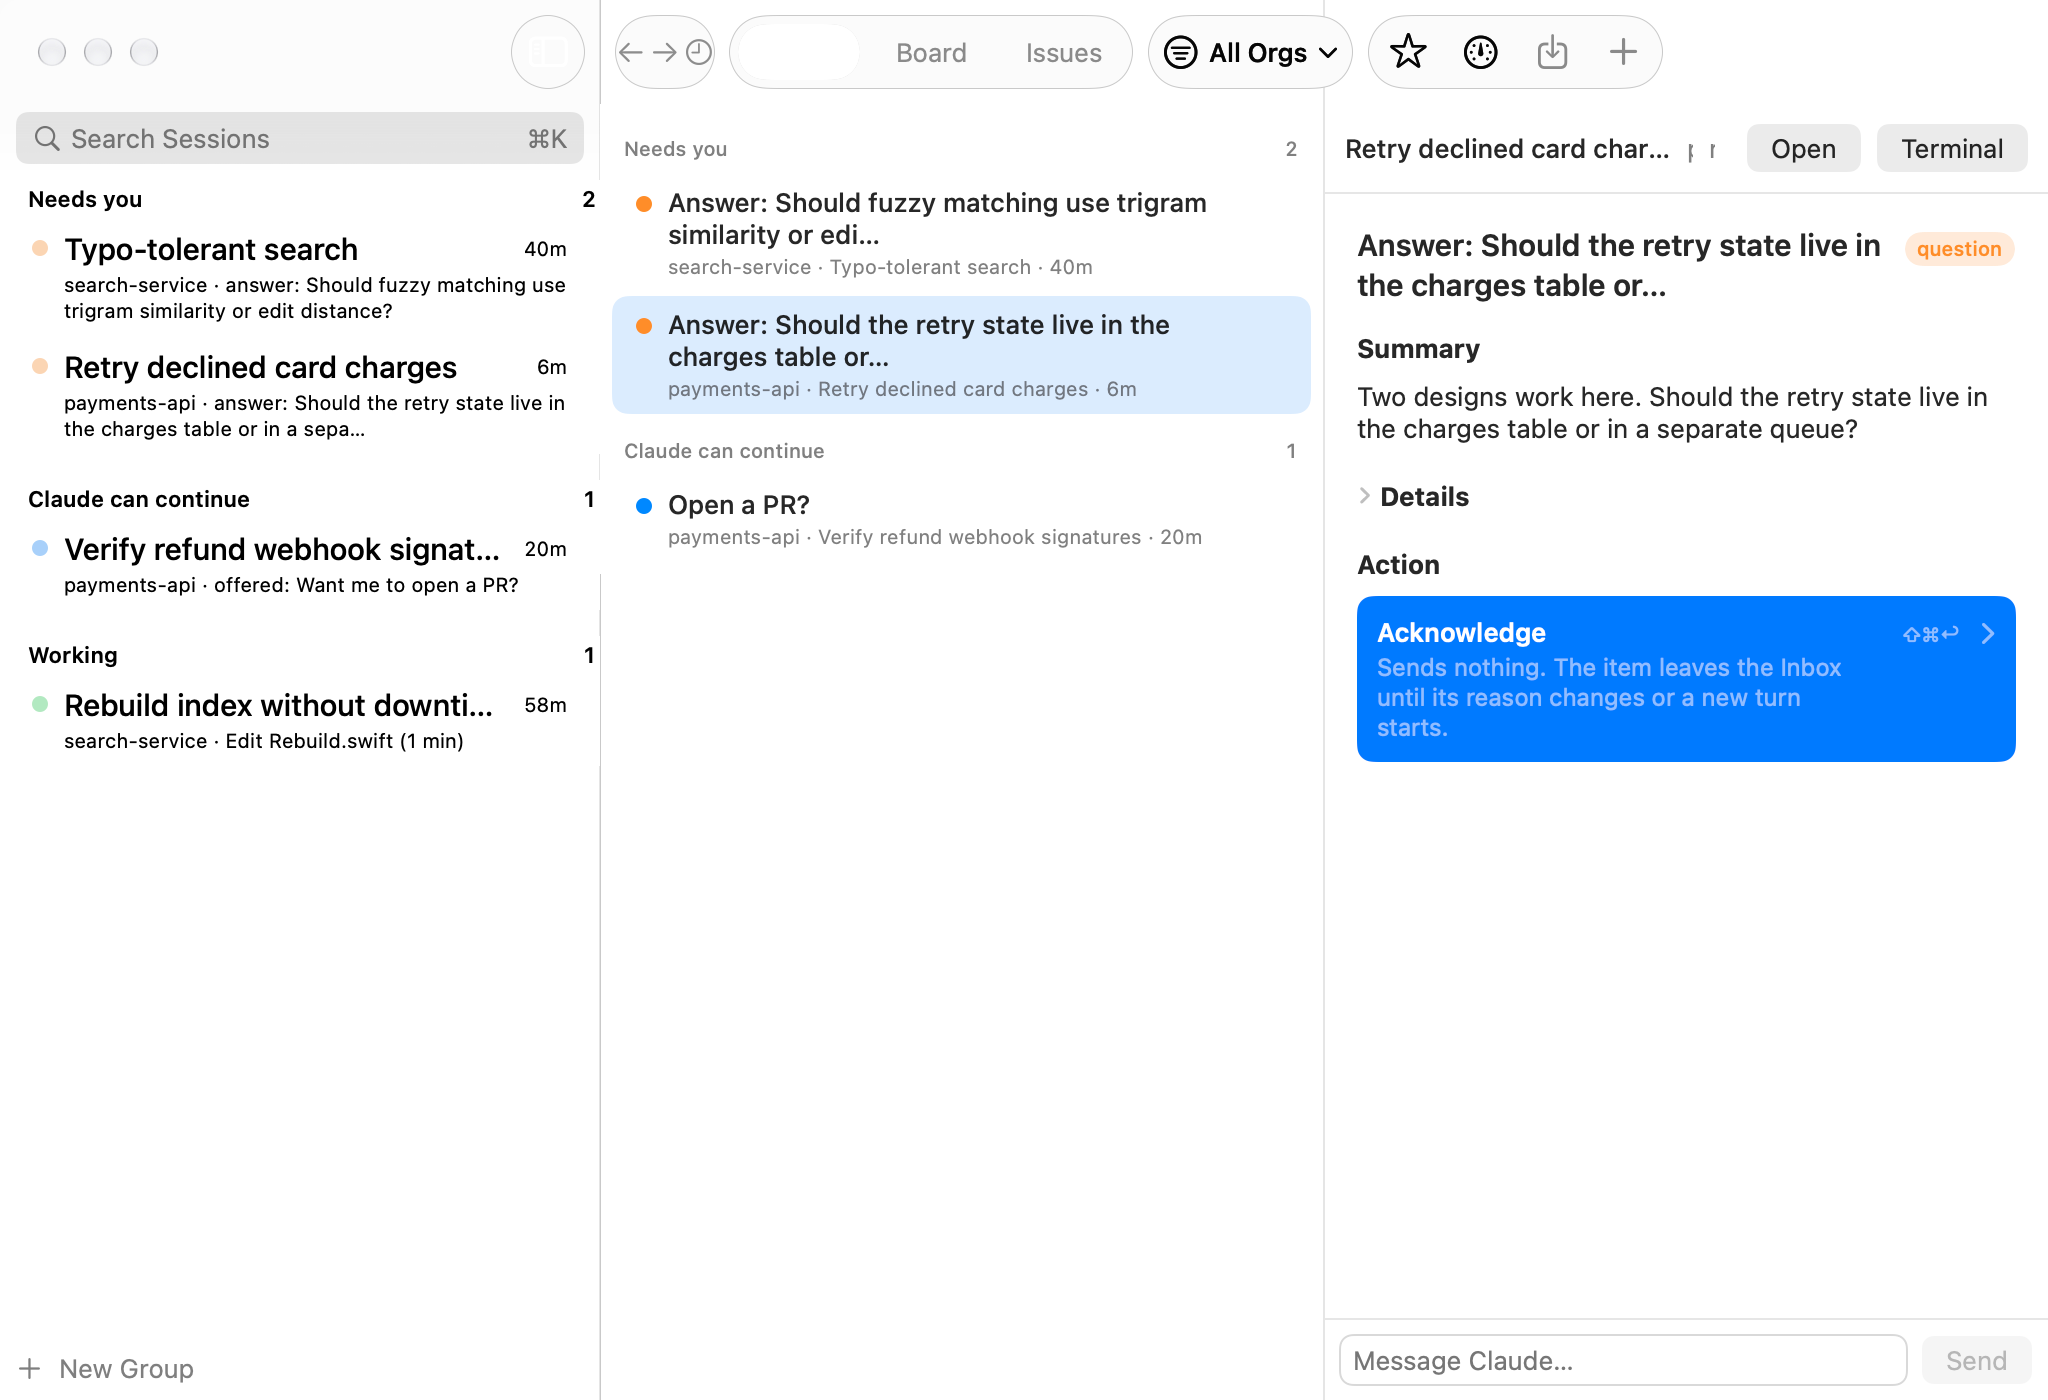 Board
Issues
All Orgs
Search Sessions
⌘K
Needs you
2
Typo-tolerant search
40m
search-service · answer: Should fuzzy matching use
trigram similarity or edit distance?
Retry declined card charges
6m
payments-api · answer: Should the retry state live in
the charges table or in a sepa...
Claude can continue
1
Verify refund webhook signat...
20m
payments-api · offered: Want me to open a PR?
Working
1
Rebuild index without downti...
58m
search-service · Edit Rebuild.swift (1 min)
New Group
Needs you
2
Answer: Should fuzzy matching use trigram
similarity or edi...
search-service · Typo-tolerant search · 40m
Answer: Should the retry state live in the
charges table or...
payments-api · Retry declined card charges · 6m
Claude can continue
1
Open a PR?
payments-api · Verify refund webhook signatures · 20m
Retry declined card char...
Open
Terminal
Answer: Should the retry state live in
the charges table or...
question
Summary
Two designs work here. Should the retry state live in
the charges table or in a separate queue?
Details
Action
Acknowledge
⇧⌘↩
Sends nothing. The item leaves the Inbox
until its reason changes or a new turn
starts.
Message Claude...
Send